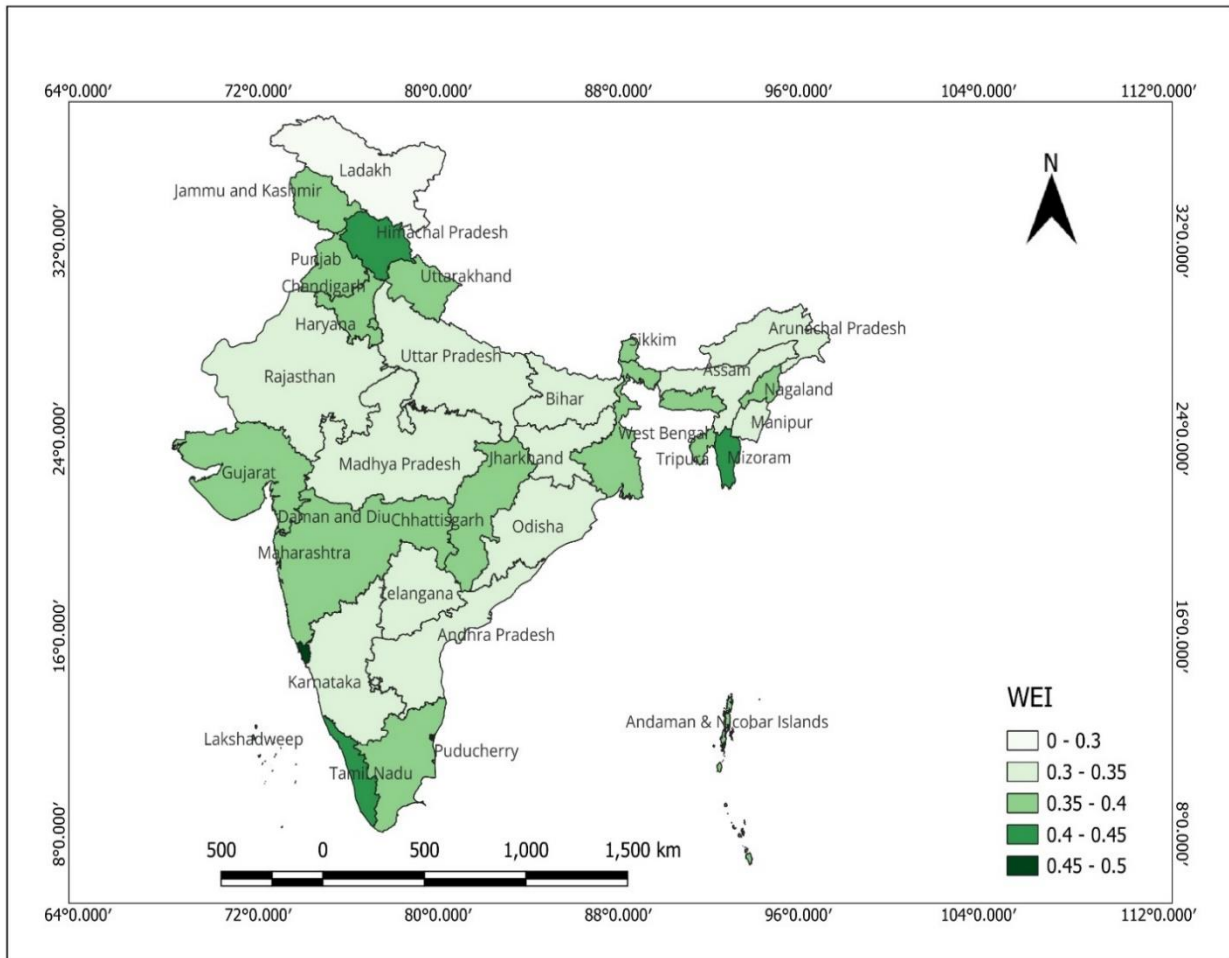 64°0.000′ 72°0.000′ 80°0.000′ 88°0.000′ 96°0.000′ 104°0.000′ 112°0.000′
N
Ladakh
Jammu and Kashmir
32°0.000′ 32°0.000′
Himachal Pradesh
Punjab
Uttarakhand
Chandigarh
Haryana
Arunachal Pradesh
Sikkim
Uttar Pradesh
Assam
Rajasthan
Nagaland
Bihar
Manipur
24°0.000′ 24°0.000′
West Bengal
Jharkhand
Tripura
Mizoram
Madhya Pradesh
Gujarat
Daman and Diu
Chhattisgarh
Odisha
Maharashtra
Telangana
Andhra Pradesh
16°0.000′ 16°0.000′
Karnataka
Andaman & Nicobar Islands
Lakshadweep
Puducherry
Tamil Nadu
8°0.000′ 8°0.000′
WEI
0 - 0.3
0.3 - 0.35
0.35 - 0.4
0.4 - 0.45
0.45 - 0.5
500 0 500 1,000 1,500 km
64°0.000′ 72°0.000′ 80°0.000′ 88°0.000′ 96°0.000′ 104°0.000′ 112°0.000′